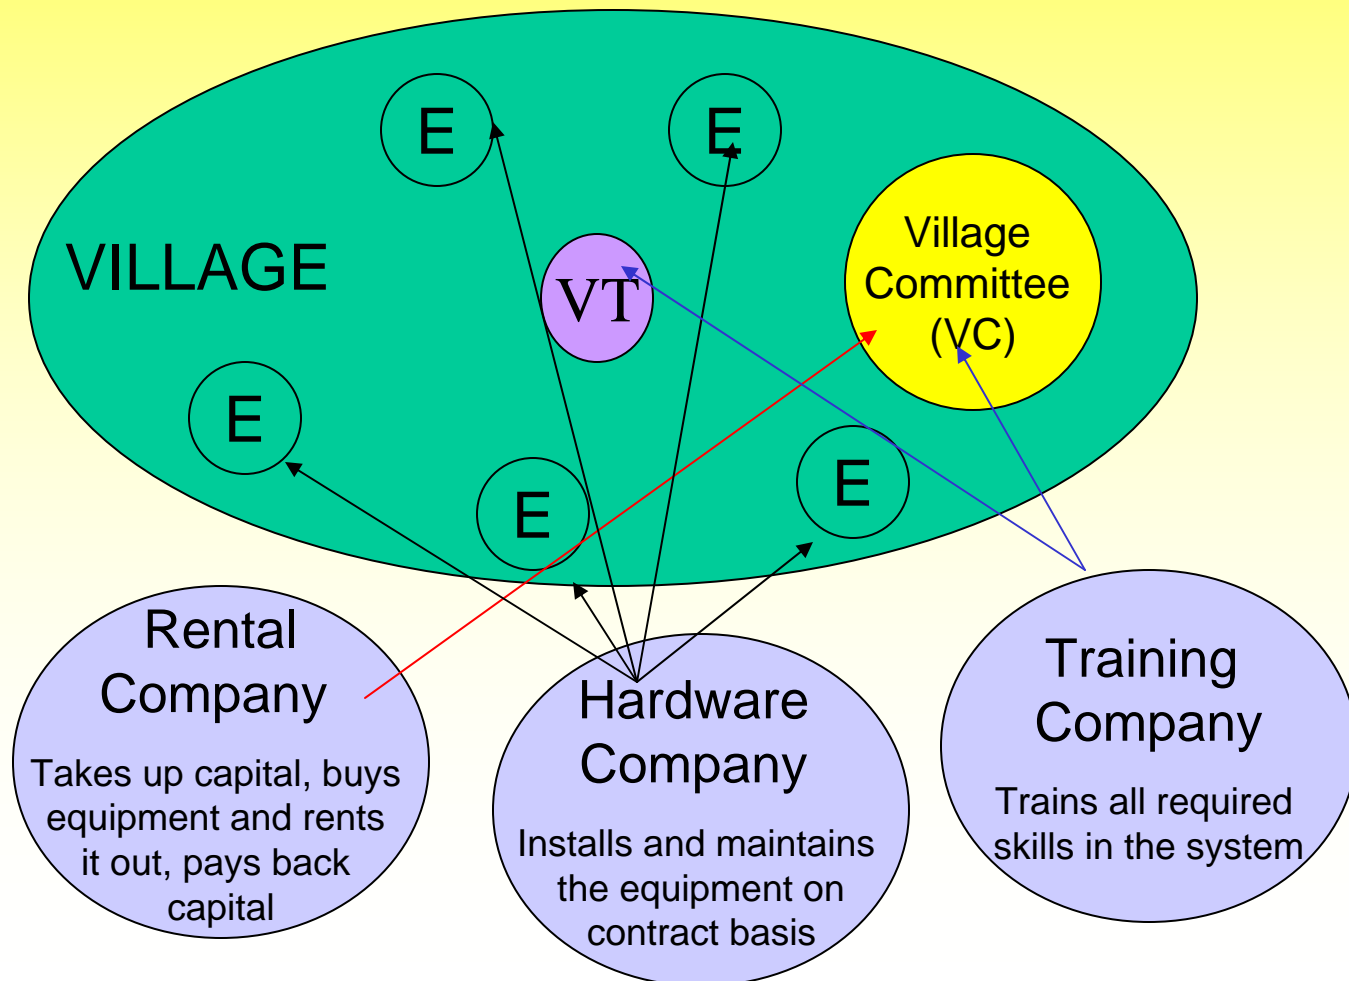 E
E
Village
Committee
(VC)
VILLAGE
VT
E
E
E
Rental
Company
Takes up capital, buys
equipment and rents
it out, pays back
capital
Hardware
Company
Installs and maintains
the equipment on
contract basis
Training
Company
Trains all required
skills in the system